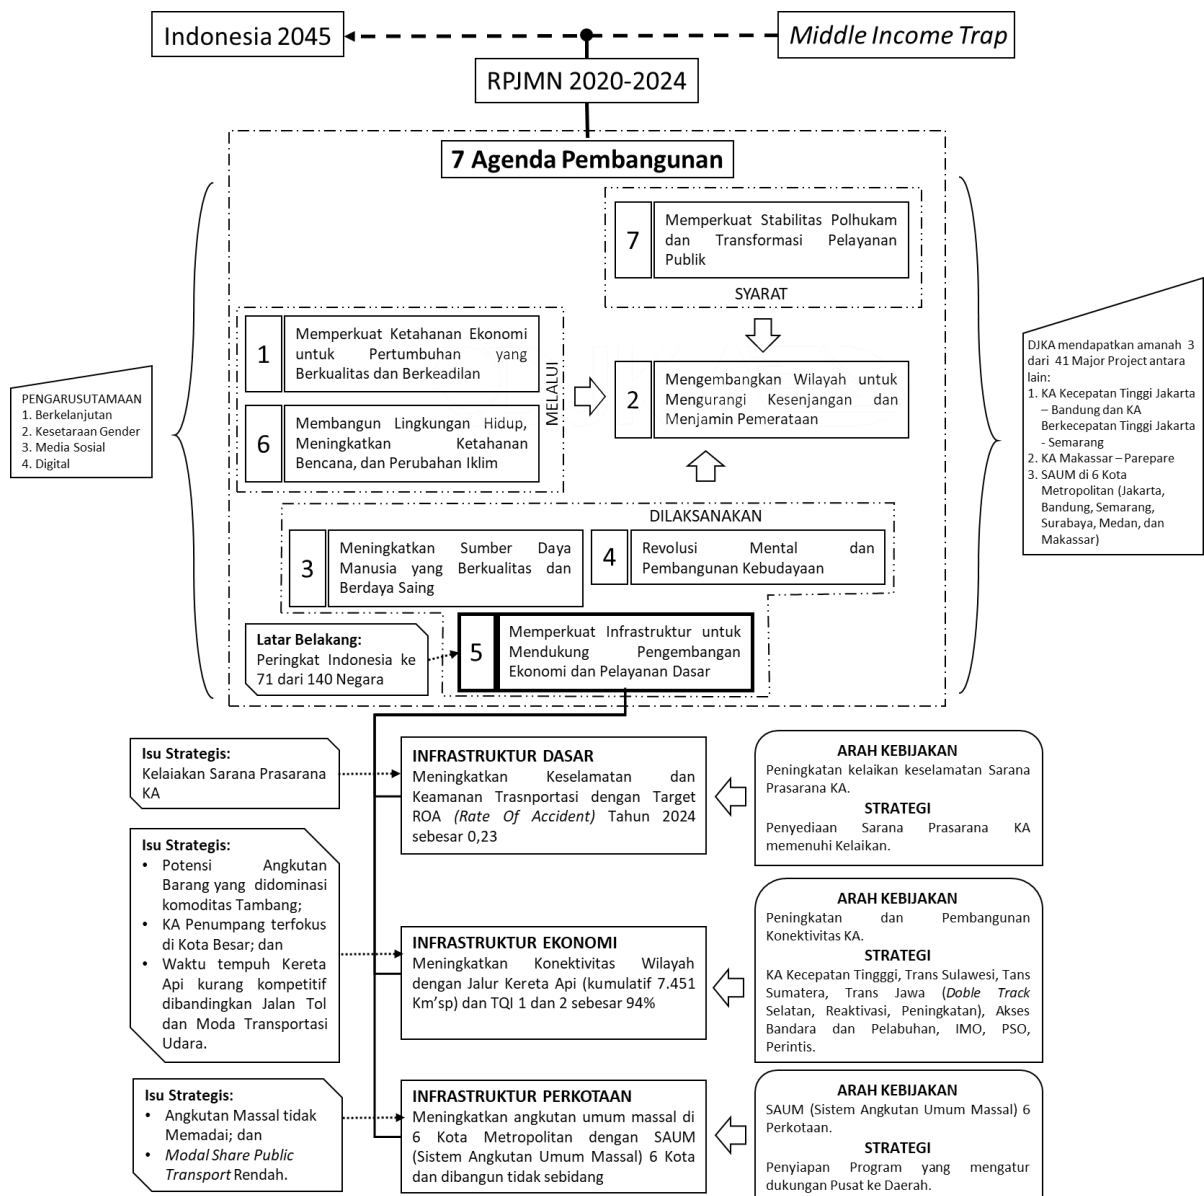 Indonesia 2045
Middle Income Trap
RPJMN 2020-2024
7 Agenda Pembangunan
7
Memperkuat Stabilitas Polhukam
dan Transformasi Pelayanan
Publik
SYARAT
1
Memperkuat Ketahanan Ekonomi
untuk Pertumbuhan yang
Berkualitas dan Berkeadilan
6
Membangun Lingkungan Hidup,
Meningkatkan Ketahanan
Bencana, dan Perubahan Iklim
MELALUI
2
Mengembangkan Wilayah untuk
Mengurangi Kesenjangan dan
Menjamin Pemerataan
PENGARUSUTAMAAN
1. Berkelanjutan
2. Kesetaraan Gender
3. Media Sosial
4. Digital
DJKA mendapatkan amanah 3
dari 41 Major Project antara
lain:
1. KA Kecepatan Tinggi Jakarta
– Bandung dan KA
Berkecepatan Tinggi Jakarta
- Semarang
2. KA Makassar – Parepare
3. SAUM di 6 Kota
Metropolitan (Jakarta,
Bandung, Semarang,
Surabaya, Medan, dan
Makassar)
DILAKSANAKAN
3
Meningkatkan Sumber Daya
Manusia yang Berkualitas dan
Berdaya Saing
4
Revolusi Mental dan
Pembangunan Kebudayaan
Latar Belakang:
Peringkat Indonesia ke
71 dari 140 Negara
5
Memperkuat Infrastruktur untuk
Mendukung Pengembangan
Ekonomi dan Pelayanan Dasar
Isu Strategis:
Kelaiakan Sarana Prasarana
KA
INFRASTRUKTUR DASAR
Meningkatkan Keselamatan dan
Keamanan Trasnportasi dengan Target
ROA (Rate Of Accident) Tahun 2024
sebesar 0,23
ARAH KEBIJAKAN
Peningkatan kelaikan keselamatan Sarana
Prasarana KA.
STRATEGI
Penyediaan Sarana Prasarana KA
memenuhi Kelaikan.
Isu Strategis:
• Potensi Angkutan
Barang yang didominasi
komoditas Tambang;
• KA Penumpang terfokus
di Kota Besar; dan
• Waktu tempuh Kereta
Api kurang kompetitif
dibandingkan Jalan Tol
dan Moda Transportasi
Udara.
INFRASTRUKTUR EKONOMI
Meningkatkan Konektivitas Wilayah
dengan Jalur Kereta Api (kumulatif 7.451
Km'sp) dan TQI 1 dan 2 sebesar 94%
ARAH KEBIJAKAN
Peningkatan dan Pembangunan
Konektivitas KA.
STRATEGI
KA Kecepatan Tingggi, Trans Sulawesi, Tans
Sumatera, Trans Jawa (Doble Track
Selatan, Reaktivasi, Peningkatan), Akses
Bandara dan Pelabuhan, IMO, PSO,
Perintis.
Isu Strategis:
• Angkutan Massal tidak
Memadai; dan
• Modal Share Public
Transport Rendah.
INFRASTRUKTUR PERKOTAAN
Meningkatkan angkutan umum massal di
6 Kota Metropolitan dengan SAUM
(Sistem Angkutan Umum Massal) 6 Kota
dan dibangun tidak sebidang
ARAH KEBIJAKAN
SAUM (Sistem Angkutan Umum Massal) 6
Perkotaan.
STRATEGI
Penyiapan Program yang mengatur
dukungan Pusat ke Daerah.